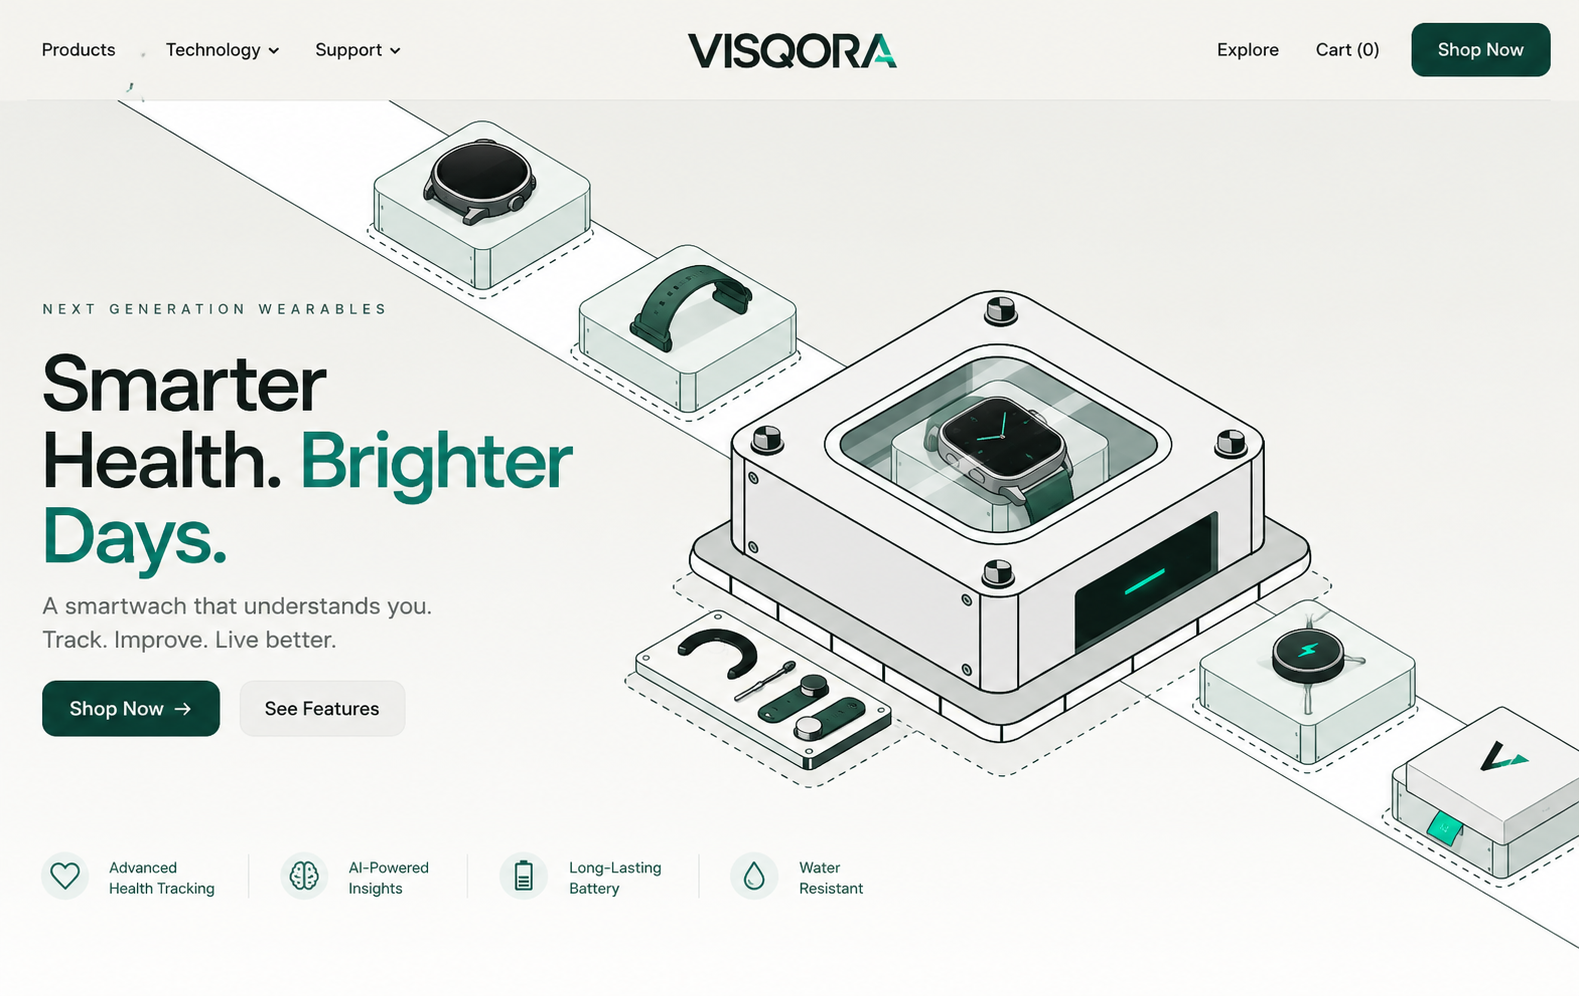 Products
Technology
Support
VISQORA
Explore
Cart (0)
Shop Now
NEXT GENERATION WEARABLES
Smarter
Health. Brighter
Days.
A smartwach that understands you.
Track. Improve. Live better.
Shop Now →
See Features
Advanced
Health Tracking
AI-Powered
Insights
Long-Lasting
Battery
Water
Resistant